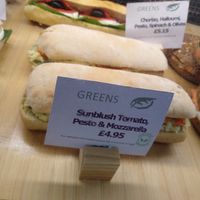 GREENS
Chorizo, Halloumi,
Pesto, Spinach & Olives
£5.15
GREENS
Sunblush Tomato,
Pesto & Mozzarella
£4.95